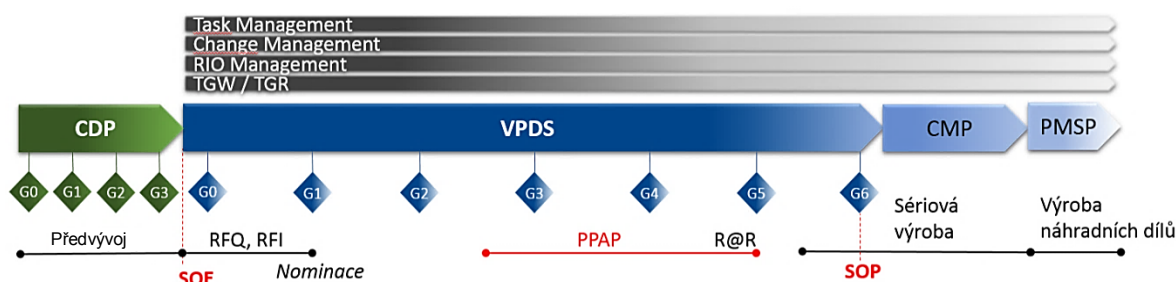 Task Management
Change Management
RIO Management
TGW / TGR
CDP VPDS CMP PMSP
G0 G1 G2 G3 G0 G1 G2 G3 G4 G5 G6
Předvývoj RFQ, RFI PPAP R@R Sériová výroba Výroba náhradních dílů
Nominace
SOP